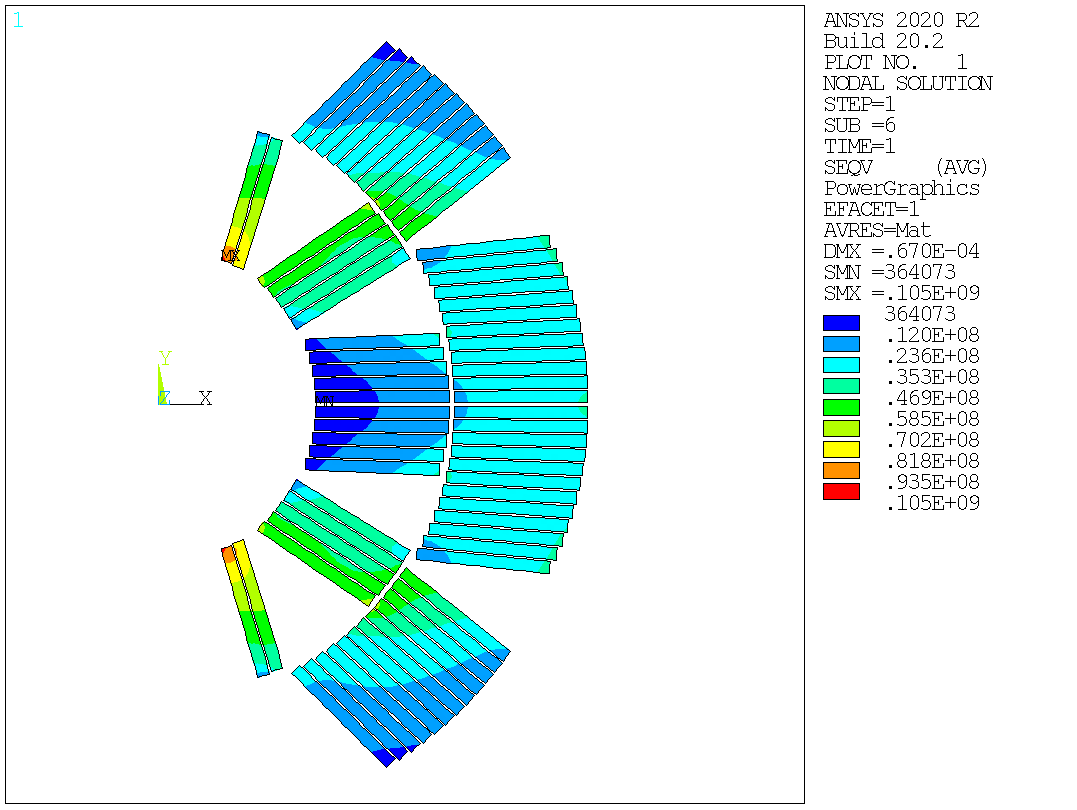 1
ANSYS 2020 R2
Build 20.2
PLOT NO.   1
NODAL SOLUTION
STEP=1
SUB =6
TIME=1
SEQV     (AVG)
PowerGraphics
EFACET=1
AVRES=Mat
DMX =.670E-04
SMN =364073
SMX =.105E+09
364073
.120E+08
.236E+08
.353E+08
.469E+08
.585E+08
.702E+08
.818E+08
.935E+08
.105E+09
MX
Y
Z X
MN